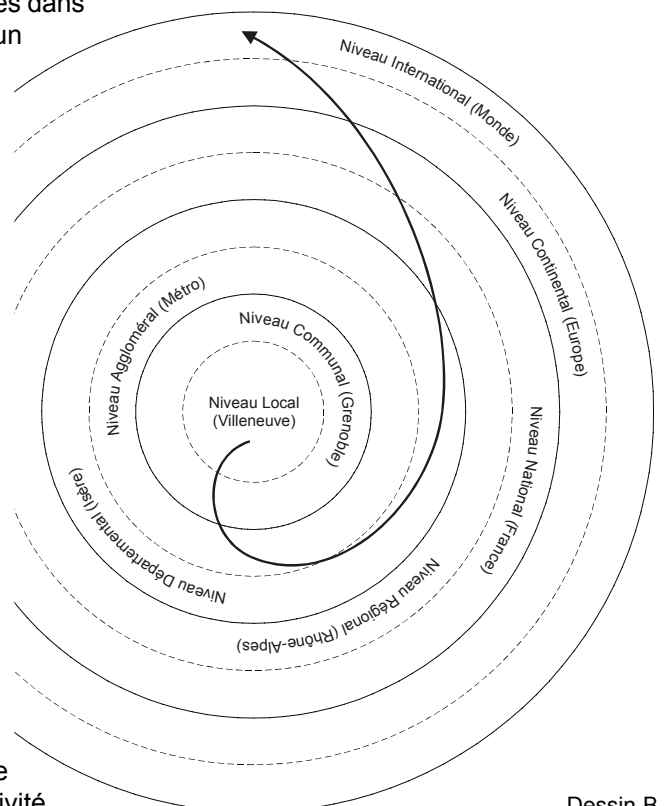 es dans
un
Niveau International (Monde)
Niveau Continental (Europe)
Niveau Aggloméral (Métro)
Niveau Communal (Grenoble)
Niveau Local
(Villeneuve)
Niveau National (France)
Niveau Départemental (Isère)
Niveau Régional (Rhône-Alpes)
e
ivité
Dessin